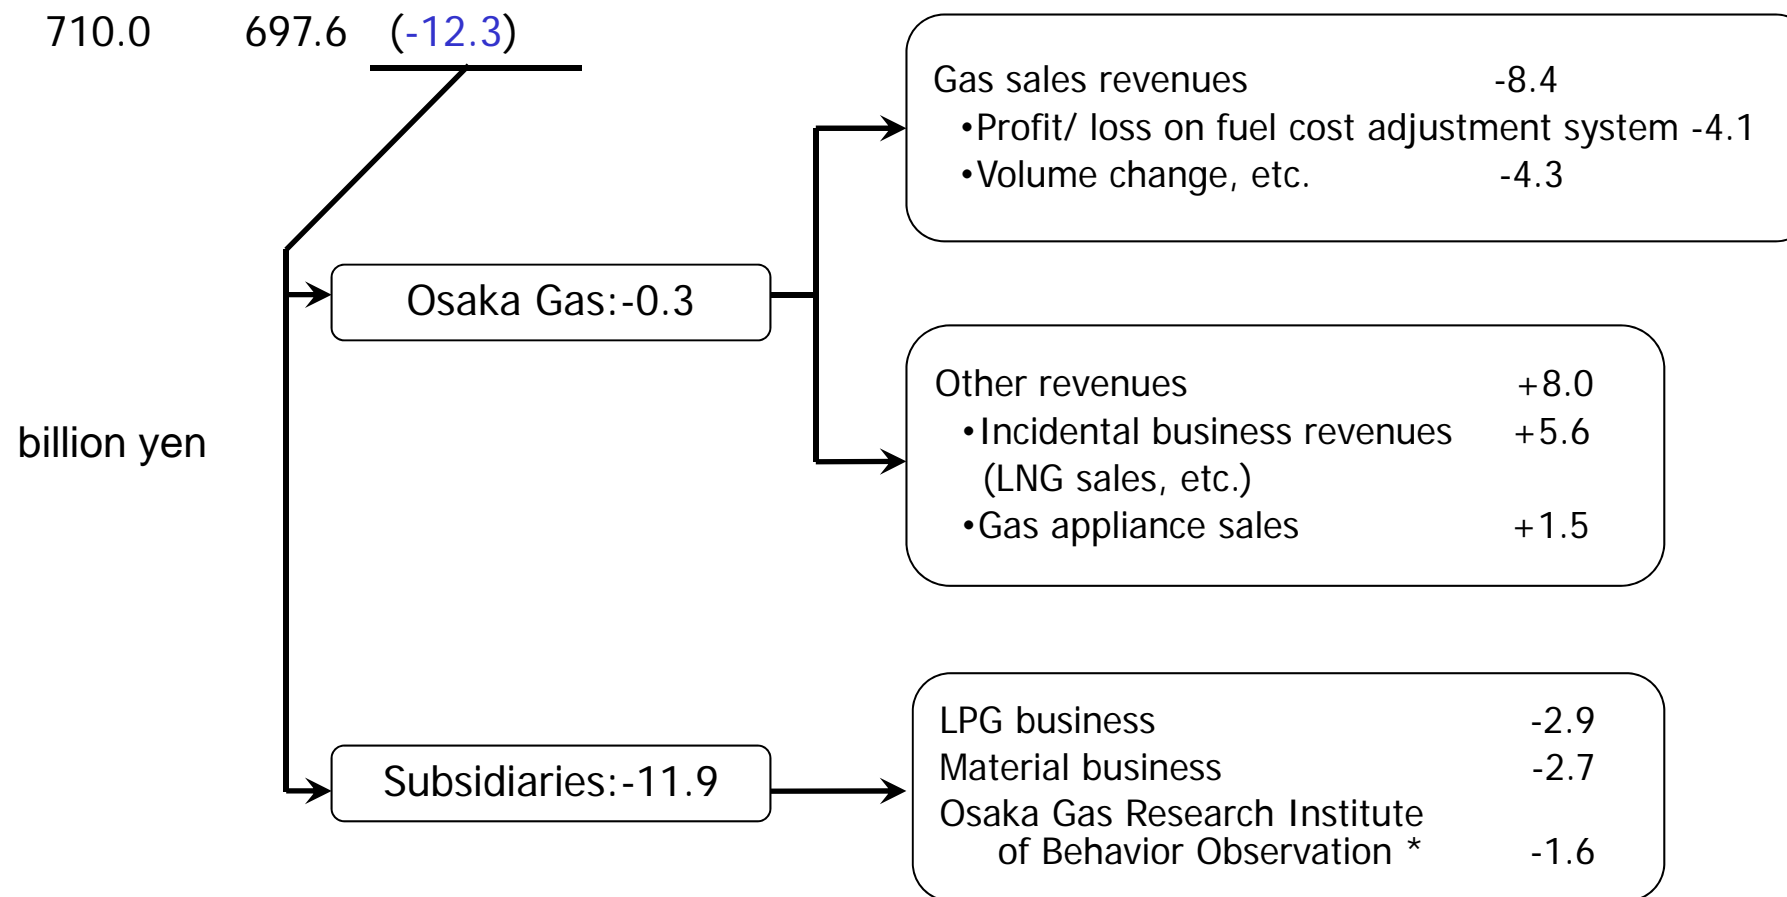 710.0 697.6 (-12.3)
Gas sales revenues -8.4
•Profit/ loss on fuel cost adjustment system -4.1
•Volume change, etc. -4.3
Osaka Gas:-0.3
Other revenues +8.0
•Incidental business revenues +5.6
(LNG sales, etc.)
•Gas appliance sales +1.5
billion yen
LPG business -2.9
Material business -2.7
Osaka Gas Research Institute
of Behavior Observation * -1.6
Subsidiaries:-11.9